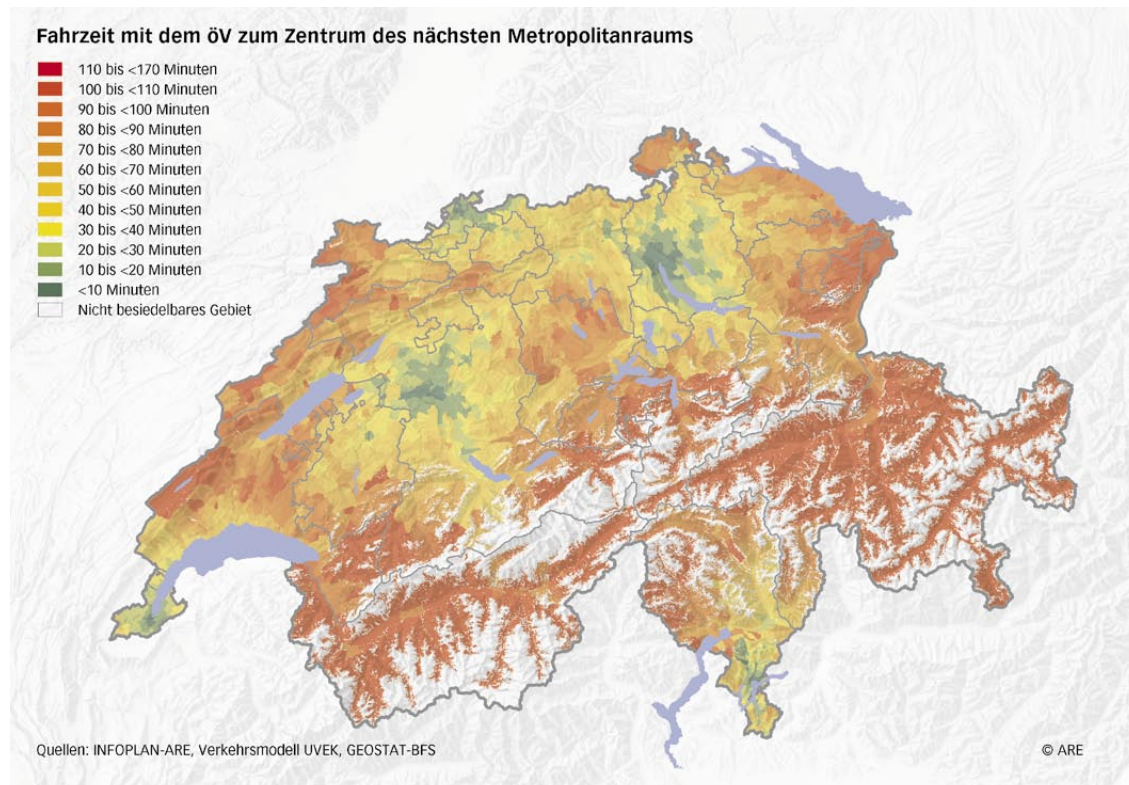 Fahrzeit mit dem öV zum Zentrum des nächsten Metropolitanraums
110 bis <170 Minuten
100 bis <110 Minuten
90 bis <100 Minuten
80 bis <90 Minuten
70 bis <80 Minuten
60 bis <70 Minuten
50 bis <60 Minuten
40 bis <50 Minuten
30 bis <40 Minuten
20 bis <30 Minuten
10 bis <20 Minuten
<10 Minuten
Nicht besiedelbares Gebiet
Quellen: INFOPLAN-ARE, Verkehrsmodell UVEK, GEOSTAT-BFS
© ARE